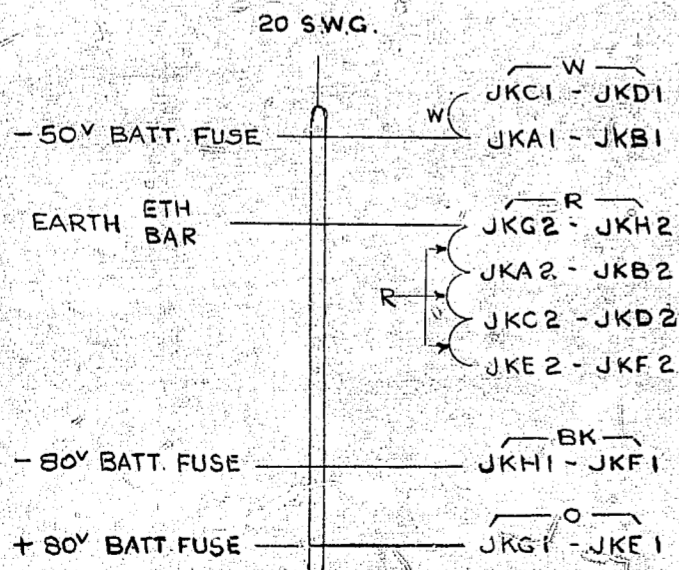 20 S.W.G.
W
JKC1 - JKD1
W
-50V BATT. FUSE
JKA1 - JKB1
R
EARTH ETH BAR
JKG2 - JKH2
JKA2 - JKB2
R
JKC2 - JKD2
JKE2 - JKF2
BK
-80V BATT. FUSE
JKH1 - JKF1
O
+80V BATT. FUSE
JKG1 - JKE1